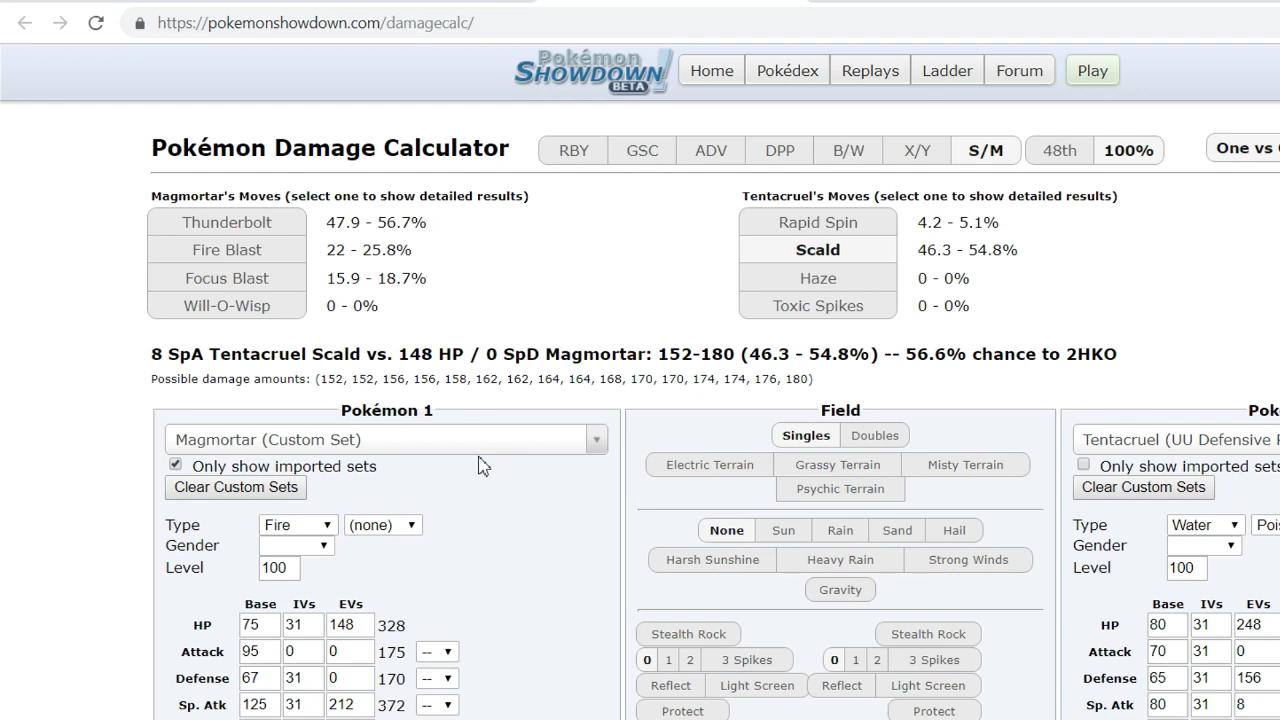 https://pokemonshowdown.com/damagecalc/
Pokémon SHOWDOWN! BETA Home Pokédex Replays Ladder Forum Play
Pokémon Damage Calculator RBY GSC ADV DPP B/W X/Y S/M 48th 100% One vs
Magmortar's Moves (select one to show detailed results) Tentacruel's Moves (select one to show detailed results)
Thunderbolt 47.9 - 56.7% Rapid Spin 4.2 - 5.1%
Fire Blast 22 - 25.8% Scald 46.3 - 54.8%
Focus Blast 15.9 - 18.7% Haze 0 - 0%
Will-O-Wisp 0 - 0% Toxic Spikes 0 - 0%
8 SpA Tentacruel Scald vs. 148 HP / 0 SpD Magmortar: 152-180 (46.3 - 54.8%) -- 56.6% chance to 2HKO
Possible damage amounts: (152, 152, 156, 156, 158, 162, 162, 164, 164, 168, 170, 170, 174, 174, 176, 180)
Pokémon 1
Magmortar (Custom Set)
Only show imported sets
Clear Custom Sets
Type Fire (none)
Gender
Level 100
Base IVs EVs
HP 75 31 148 328
Attack 95 0 0 175 --
Defense 67 31 0 170 --
Sp. Atk 125 31 212 372 --
Field
Singles Doubles
Electric Terrain Grassy Terrain Misty Terrain
Psychic Terrain
None Sun Rain Sand Hail
Harsh Sunshine Heavy Rain Strong Winds
Gravity
Stealth Rock Stealth Rock
0 1 2 3 Spikes 0 1 2 3 Spikes
Reflect Light Screen Reflect Light Screen
Protect Protect
Tentacruel (UU Defensive
Only show imported sets
Clear Custom Sets
Type Water
Gender
Level 100
Base IVs EVs
HP 80 31 248
Attack 70 31 0
Defense 65 31 156
Sp. Atk 80 31 8